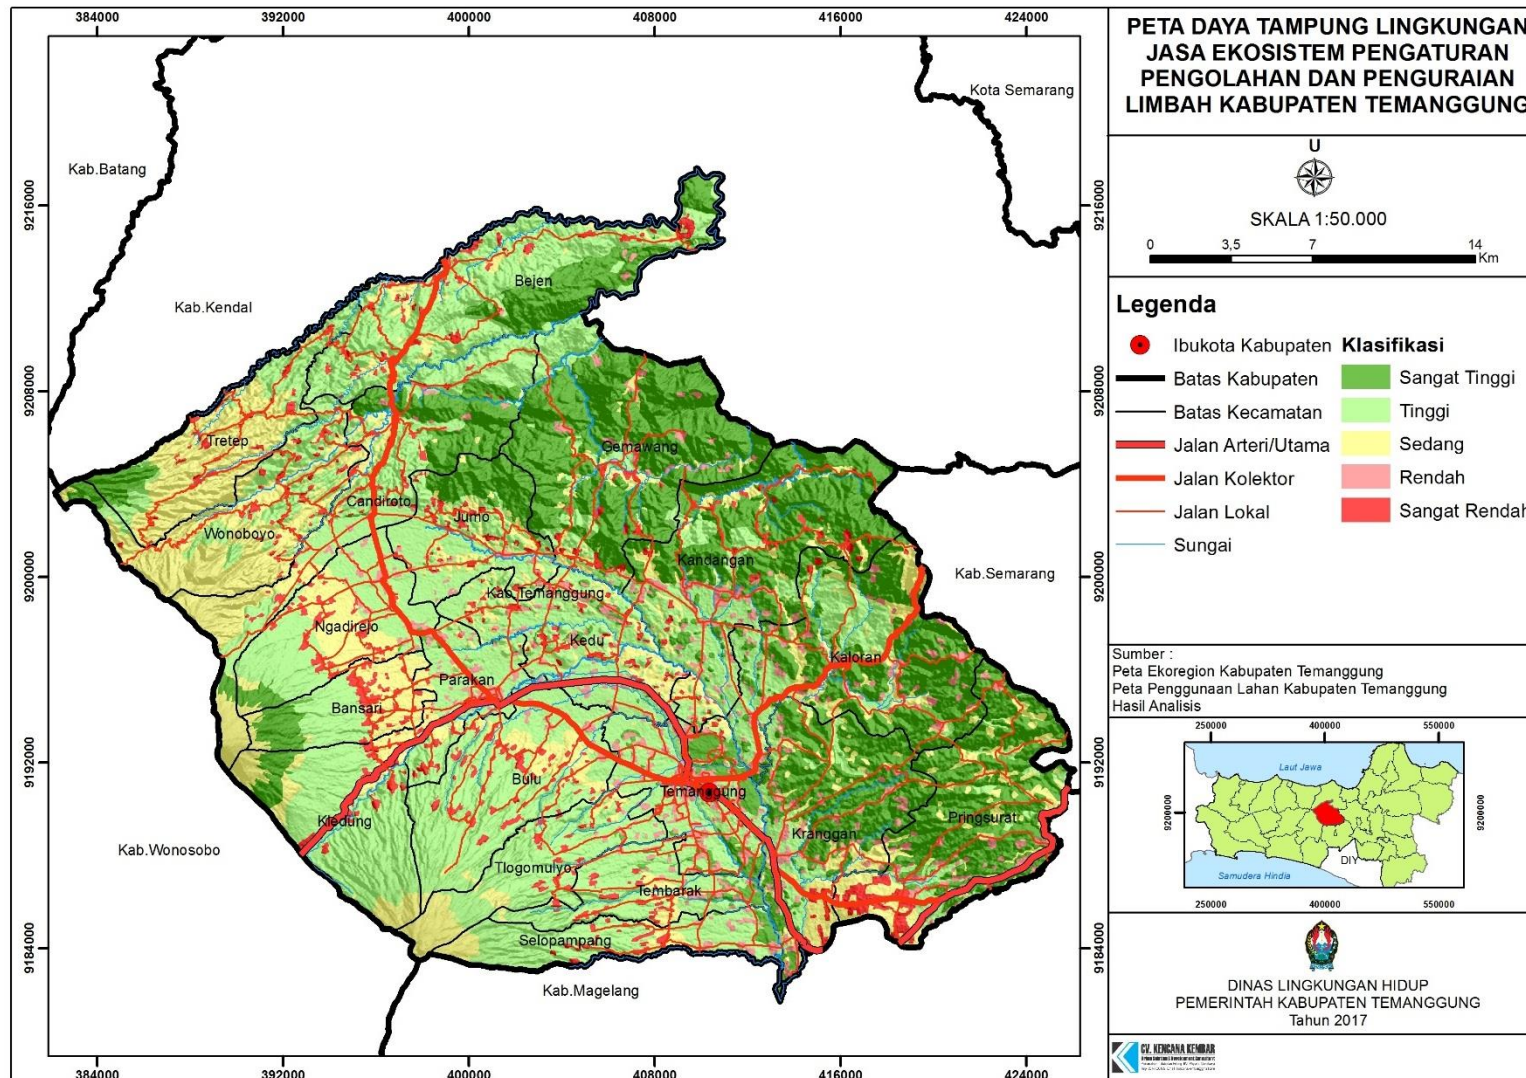 384000
392000
400000
408000
416000
424000
PETA DAYA TAMPUNG LINGKUNGAN
JASA EKOSISTEM PENGATURAN
PENGOLAHAN DAN PENGURAIAN
LIMBAH KABUPATEN TEMANGGUNG
U
SKALA 1:50.000
0
3,5
7
14
Km
Legenda
Ibukota Kabupaten
Batas Kabupaten
Batas Kecamatan
Jalan Arteri/Utama
Jalan Kolektor
Jalan Lokal
Sungai
Klasifikasi
Sangat Tinggi
Tinggi
Sedang
Rendah
Sangat Rendah
Sumber :
Peta Ekoregion Kabupaten Temanggung
Peta Penggunaan Lahan Kabupaten Temanggung
Hasil Analisis
250000
400000
550000
Laut Jawa
9200000
9200000
DIY
Samudera Hindia
250000
400000
550000
DINAS LINGKUNGAN HIDUP
PEMERINTAH KABUPATEN TEMANGGUNG
Tahun 2017
CV. KENCANA KEMBAR
Kota Semarang
Kab.Batang
9216000
9216000
Bejen
Kab.Kendal
9208000
9208000
Tretep
Gemawang
Candiroto
Jumo
Wonoboyo
Kandangan
Kab.Semarang
9200000
9200000
Kab.Temanggung
Ngadirejo
Kedu
Kaloran
Parakan
Bansari
9192000
9192000
Bulu
Temanggung
Kledung
Kranggan
Pringsurat
Kab.Wonosobo
Tlogomulyo
Tembarak
Selopampang
9184000
9184000
Kab.Magelang
384000
392000
400000
408000
416000
424000